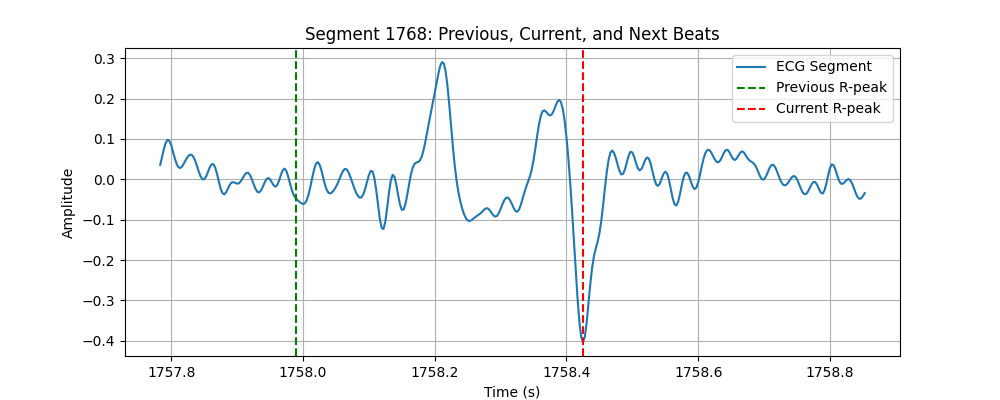 Segment 1768: Previous, Current, and Next Beats
ECG Segment
Previous R-peak
Current R-peak
Amplitude
0.3
0.2
0.1
0.0
−0.1
−0.2
−0.3
−0.4
1757.8 1758.0 1758.2 1758.4 1758.6 1758.8
Time (s)